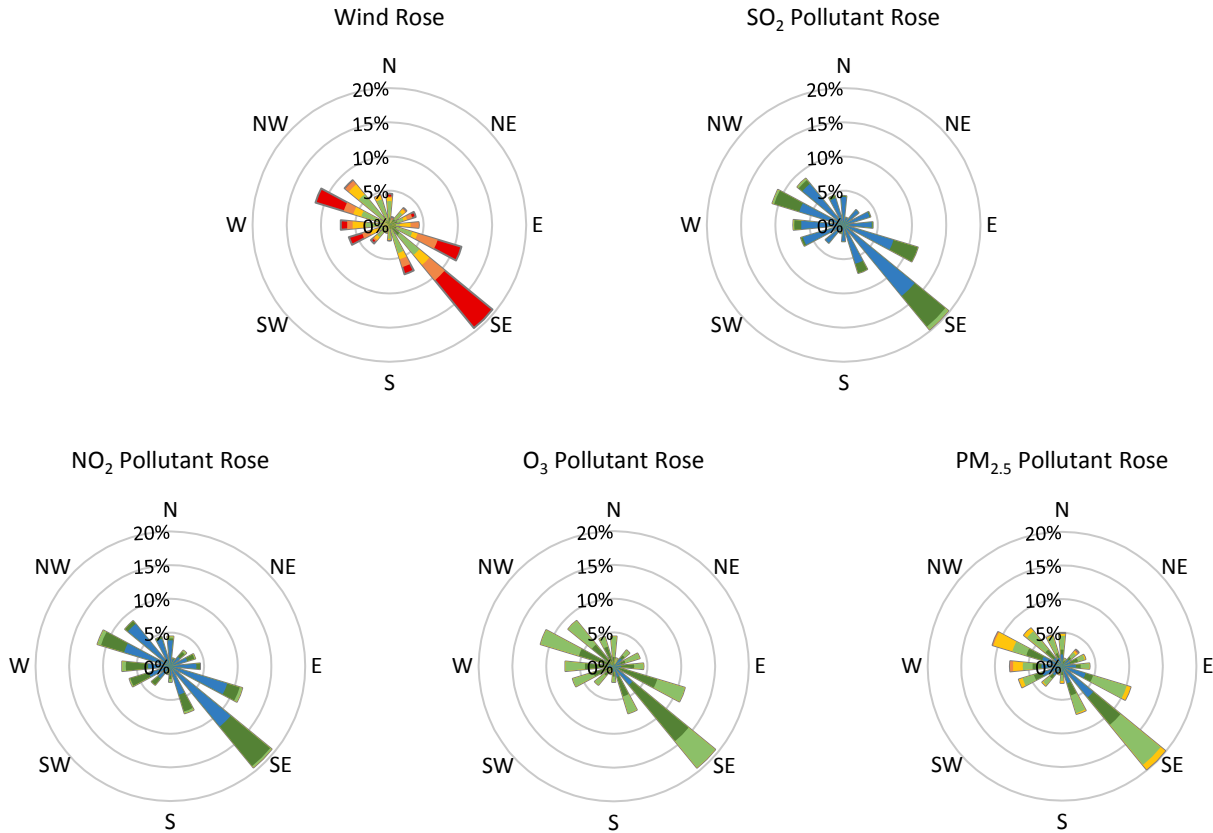 Wind Rose
N
NE
E
SE
S
SW
W
NW
20%
15%
10%
5%
0%
SO₂ Pollutant Rose
N
NE
E
SE
S
SW
W
NW
20%
15%
10%
5%
0%
NO₂ Pollutant Rose
N
NE
E
SE
S
SW
W
NW
20%
15%
10%
5%
0%
O₃ Pollutant Rose
N
NE
E
SE
S
SW
W
NW
20%
15%
10%
5%
0%
PM₂.₅ Pollutant Rose
N
NE
E
SE
S
SW
W
NW
20%
15%
10%
5%
0%